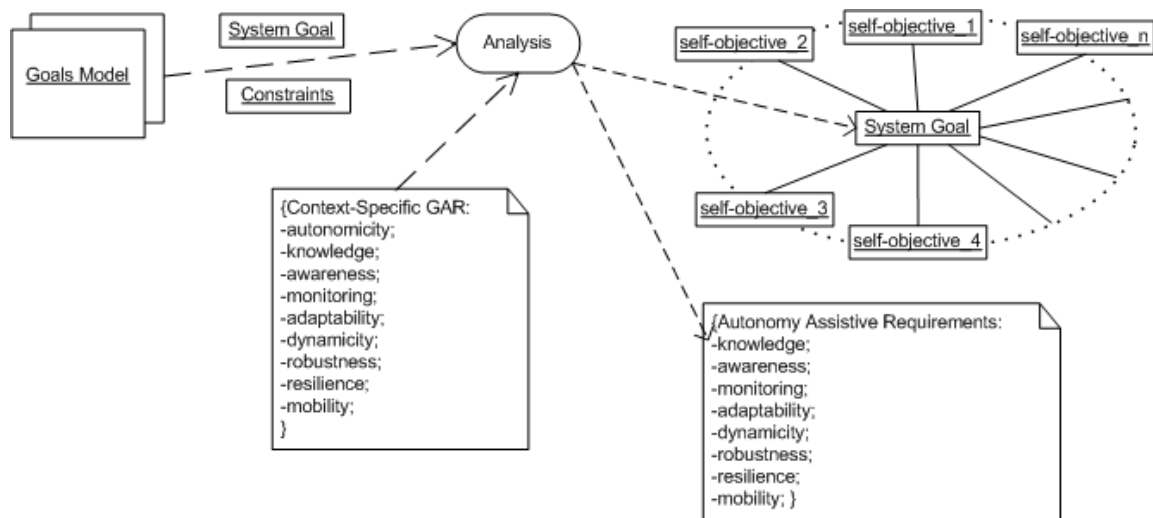 Goals Model
System Goal
Constraints
Analysis
self-objective_2
self-objective_1
self-objective_n
System Goal
self-objective_3
self-objective_4
{Context-Specific GAR:
-autonomicity;
-knowledge;
-awareness;
-monitoring;
-adaptability;
-dynamicity;
-robustness;
-resilience;
-mobility;
}
{Autonomy Assistive Requirements:
-knowledge;
-awareness;
-monitoring;
-adaptability;
-dynamicity;
-robustness;
-resilience;
-mobility; }